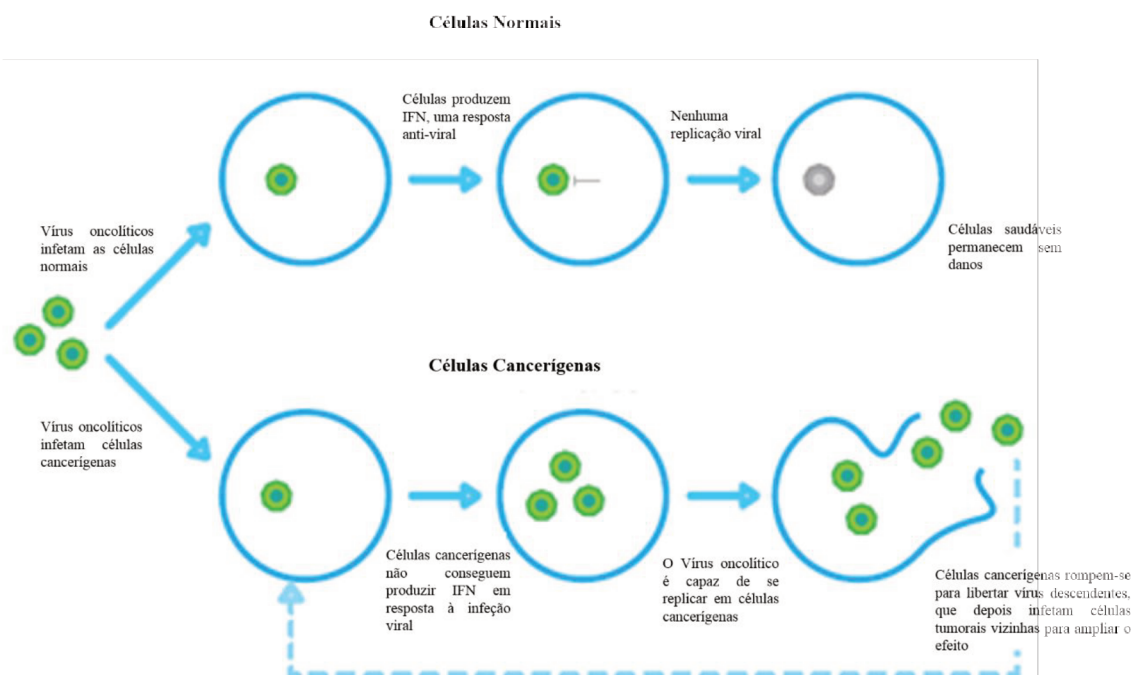 Células Normais
Células produzem
IFN, uma resposta
anti-viral
Nenhuma
replicação viral
Vírus oncolíticos
infetam as células
normais
Células saudáveis
permanecem sem
danos
Células Cancerígenas
Vírus oncolíticos
infetam células
cancerígenas
Células cancerígenas
não conseguem
produzir IFN em
resposta à infeção
viral
O Vírus oncolítico
é capaz de se
replicar em células
cancerígenas
Células cancerígenas rompem-se
para libertar vírus descendentes,
que depois infetam células
tumorais vizinhas para ampliar o
efeito